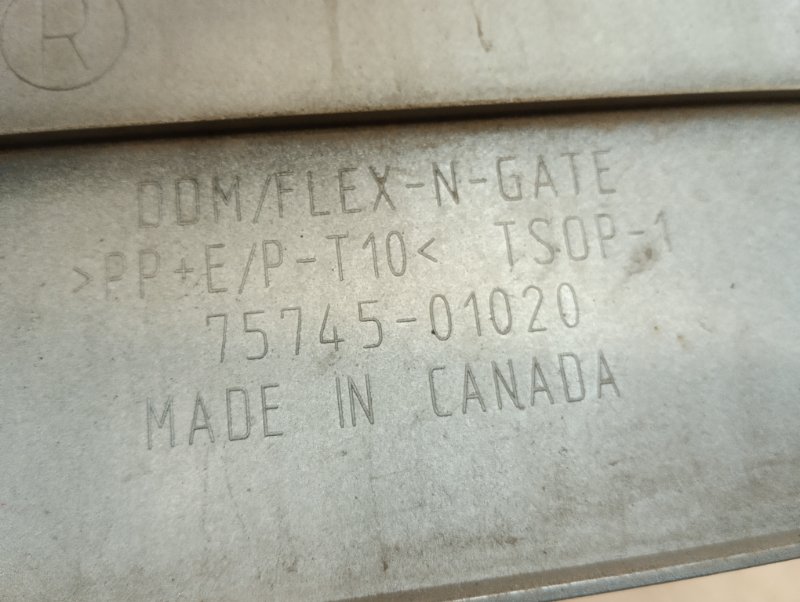 R
DDM/FLEX-N-GATE
>PP+E/P-T10< TSOP-1
75745-01020
MADE IN CANADA